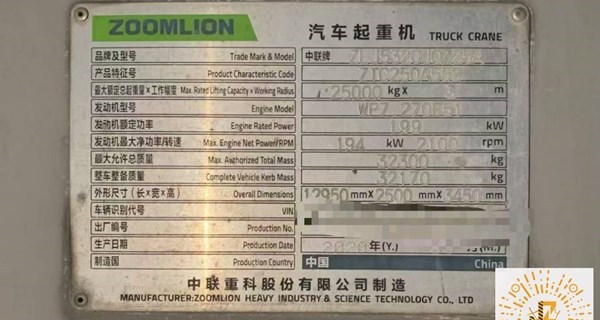 ZOOMLION 汽车起重机 TRUCK CRANE
品牌及型号 Trade Mark & Model 中联牌
产品特征号 Product Characteristic Code
最大额定总起重量×工作幅度 Max. Rated Lifting Capacity x Working Radius 25000 kg x m
发动机型号 Engine Model
发动机额定功率 Engine Rated Power 199 kW
发动机最大净功率/转速 Max. Engine Net Power/RPM 194 kW 2100 rpm
最大允许总质量 Max. Authorized Total Mass 32300 kg
整车整备质量 Complete Vehicle Kerb Mass 32170 kg
外形尺寸（长×宽×高） Overall Dimensions 12950 mm X 2500 mm X 3450 mm
车辆识别代号 VIN
出厂编号 Production No.
生产日期 Production Date 2020 年(Y.) (M.)
制造国 Production Country 中国 China
中联重科股份有限公司制造
MANUFACTURER:ZOOMLION HEAVY INDUSTRY & SCIENCE TECHNOLOGY CO., LTD